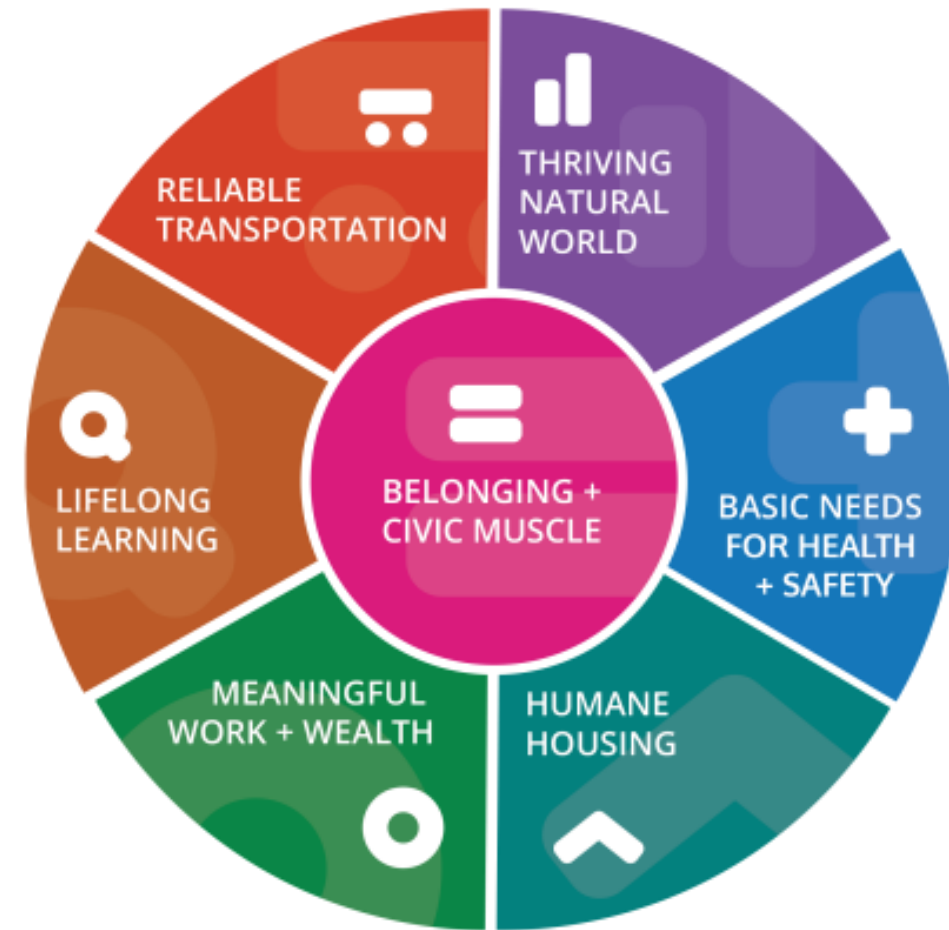 THRIVING
NATURAL
WORLD
BASIC NEEDS
FOR HEALTH
+ SAFETY
HUMANE
HOUSING
MEANINGFUL
WORK + WEALTH
LIFELONG
LEARNING
RELIABLE
TRANSPORTATION
BELONGING +
CIVIC MUSCLE